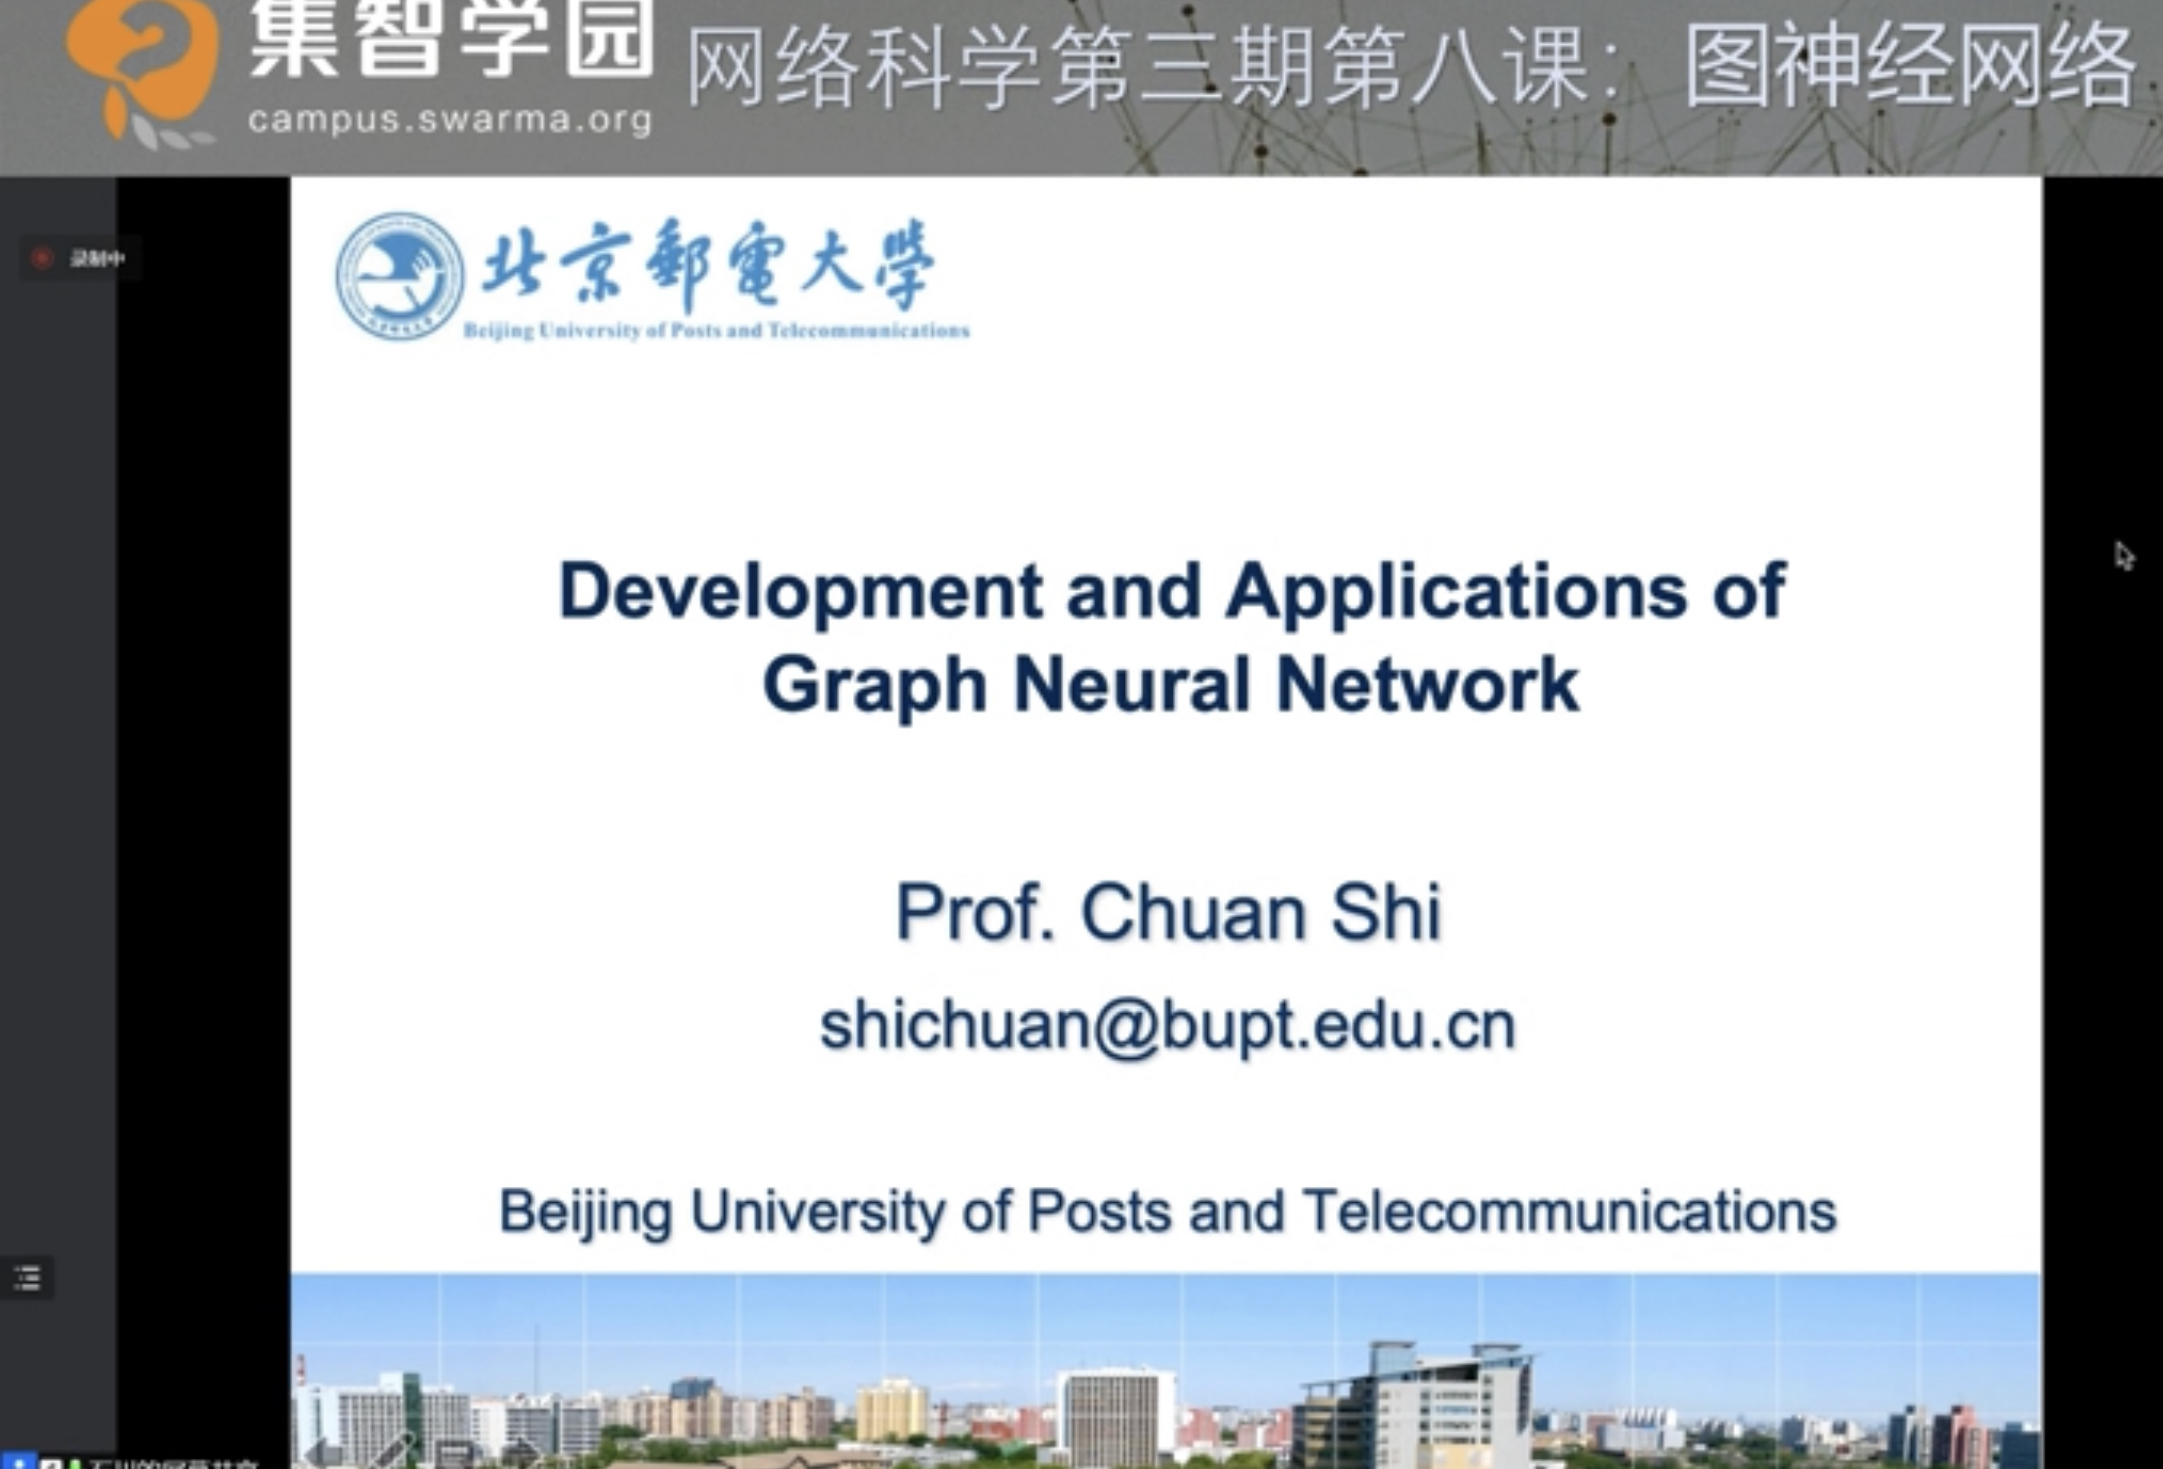 集智学园
campus.swarma.org
网络科学第三期第八课：图神经网络
录制中
北京郵電大學
Beijing University of Posts and Telecommunications
Development and Applications of
Graph Neural Network
Prof. Chuan Shi
shichuan@bupt.edu.cn
Beijing University of Posts and Telecommunications